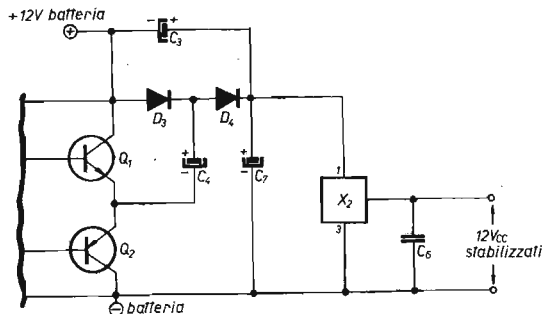 +12V batteria
⊕
- +
C3
D3
D4
Q1
+
-
C4
+
-
C7
1
X2
3
Q2
C6
12Vcc
stabilizzati
⊖ batteria